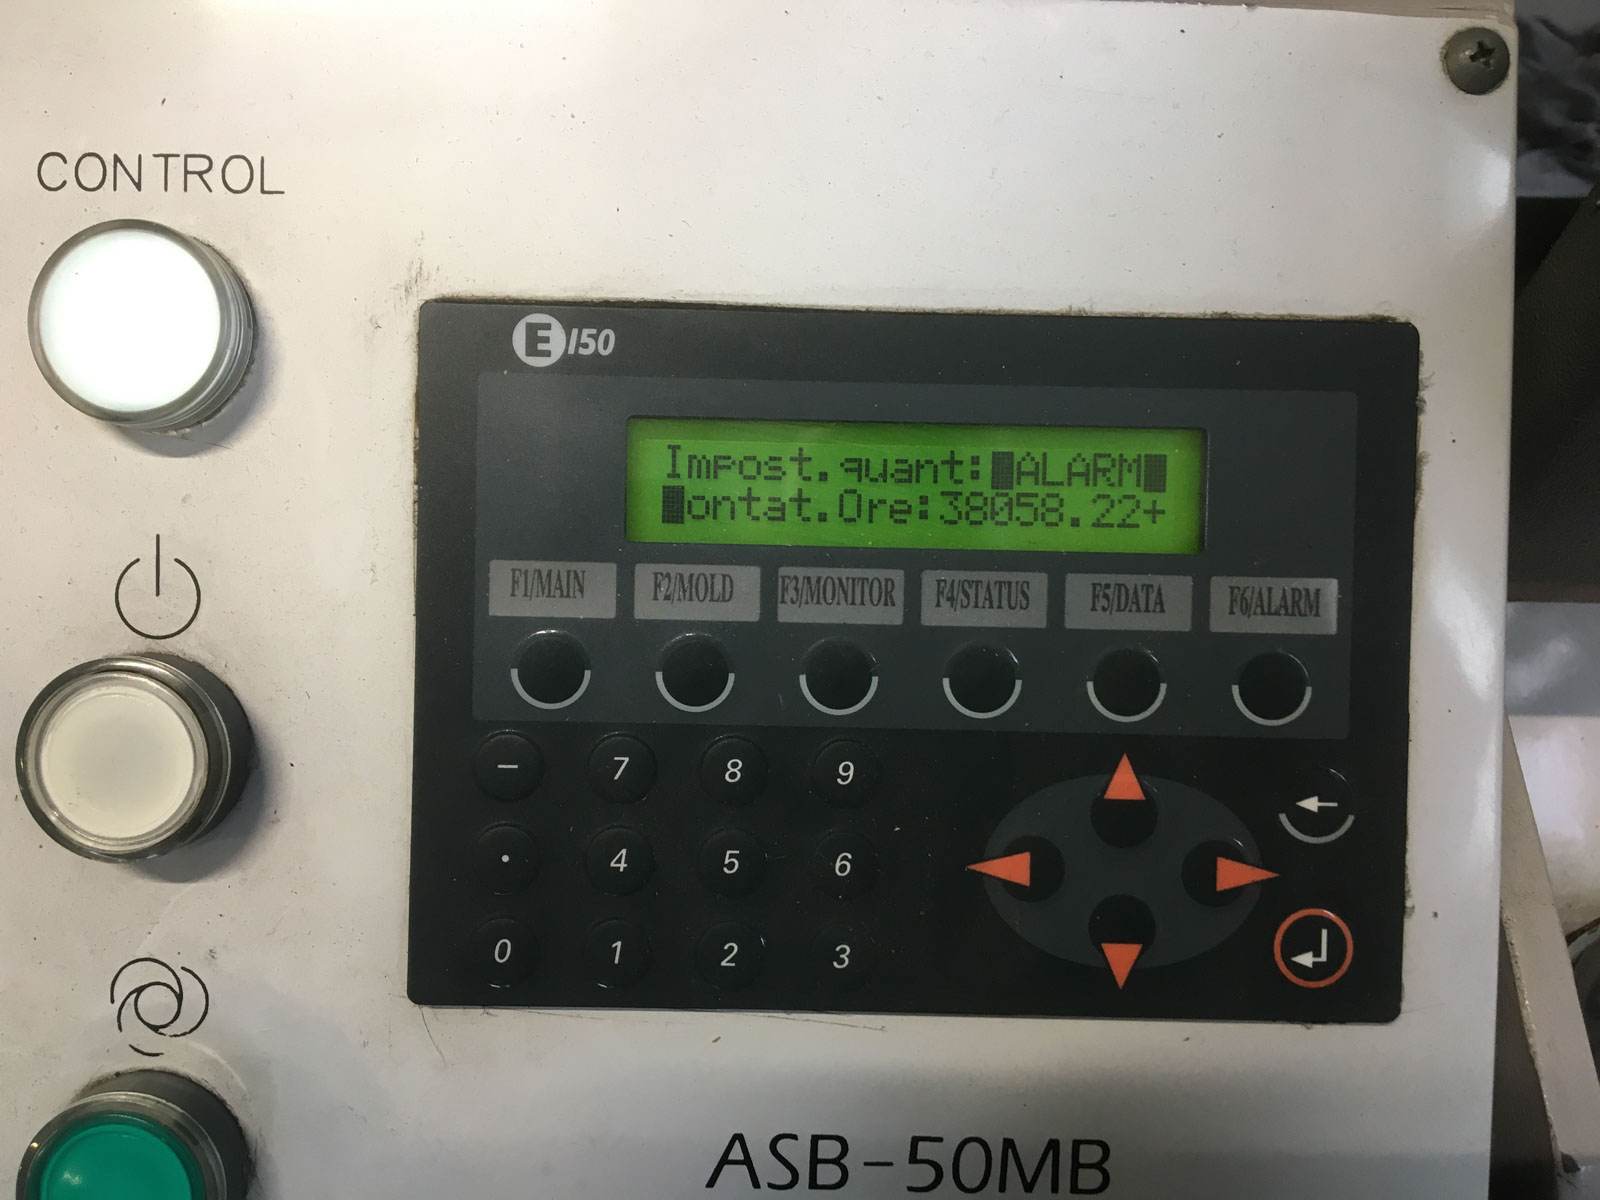 CONTROL
E/50
Impost.quant: ALARM
ontat.Ore:38058.22+
F1/MAIN F2/MOLD F3/MONITOR F4/STATUS F5/DATA F6/ALARM
- 7 8 9
. 4 5 6
0 1 2 3
ASB-50MB